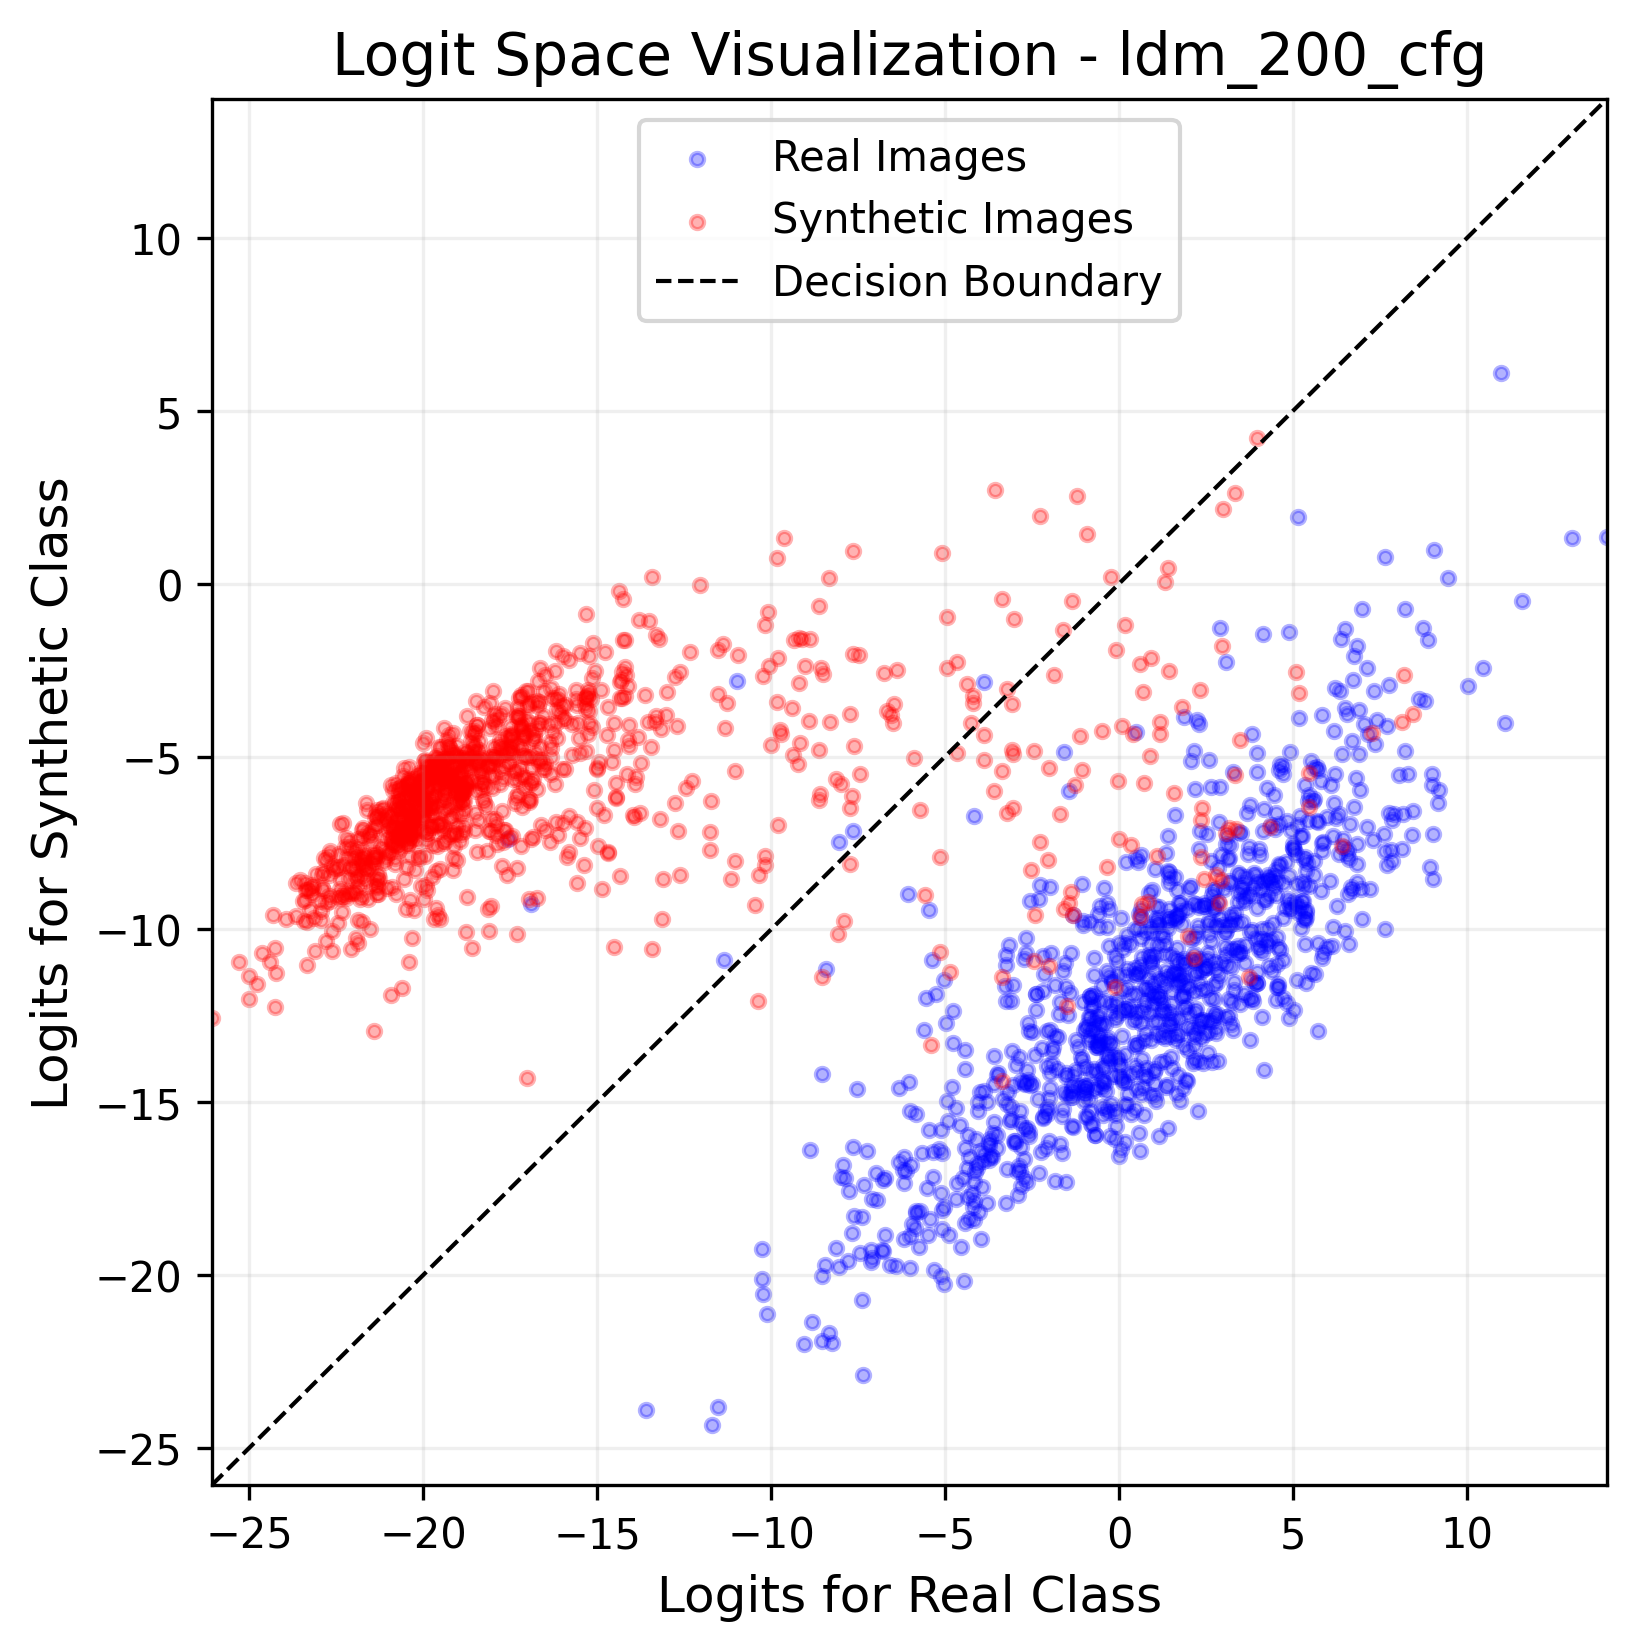 Logit Space Visualization - ldm_200_cfg
Real Images
Synthetic Images
Decision Boundary
Logits for Synthetic Class
10
5
0
−5
−10
−15
−20
−25
−25
−20
−15
−10
−5
0
5
10
Logits for Real Class